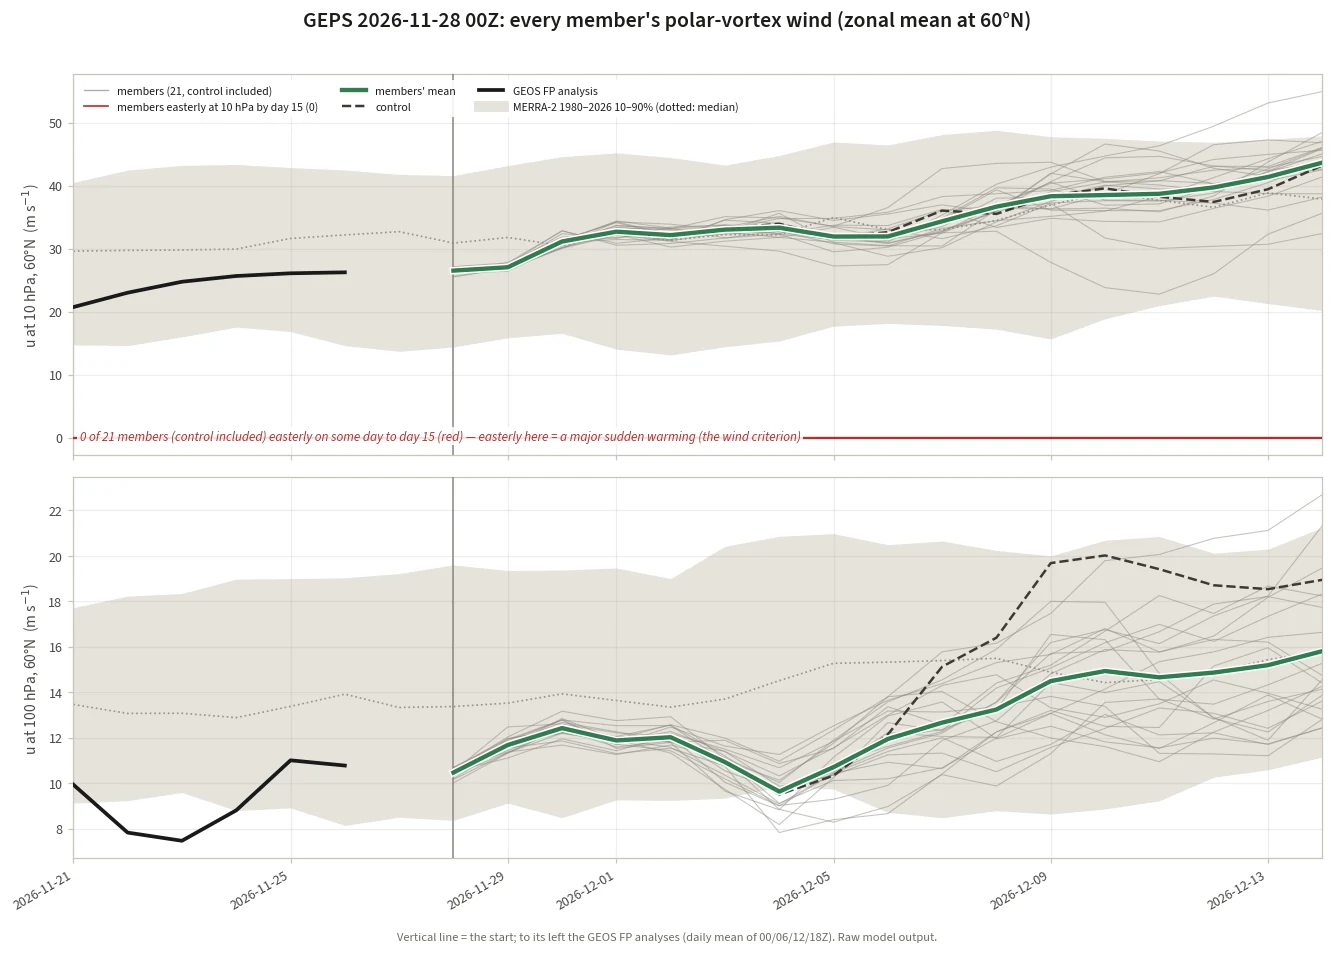 GEPS 2026-11-28 00Z: every member's polar-vortex wind (zonal mean at 60°N)
members (21, control included)
members easterly at 10 hPa by day 15 (0)
members' mean
control
GEOS FP analysis
MERRA-2 1980–2026 10–90% (dotted: median)
u at 10 hPa, 60°N (m s⁻¹)
50
40
30
20
10
0
0 of 21 members (control included) easterly on some day to day 15 (red) — easterly here = a major sudden warming (the wind criterion)
u at 100 hPa, 60°N (m s⁻¹)
22
20
18
16
14
12
10
8
2026-11-21
2026-11-25
2026-11-29
2026-12-01
2026-12-05
2026-12-09
2026-12-13
Vertical line = the start; to its left the GEOS FP analyses (daily mean of 00/06/12/18Z). Raw model output.